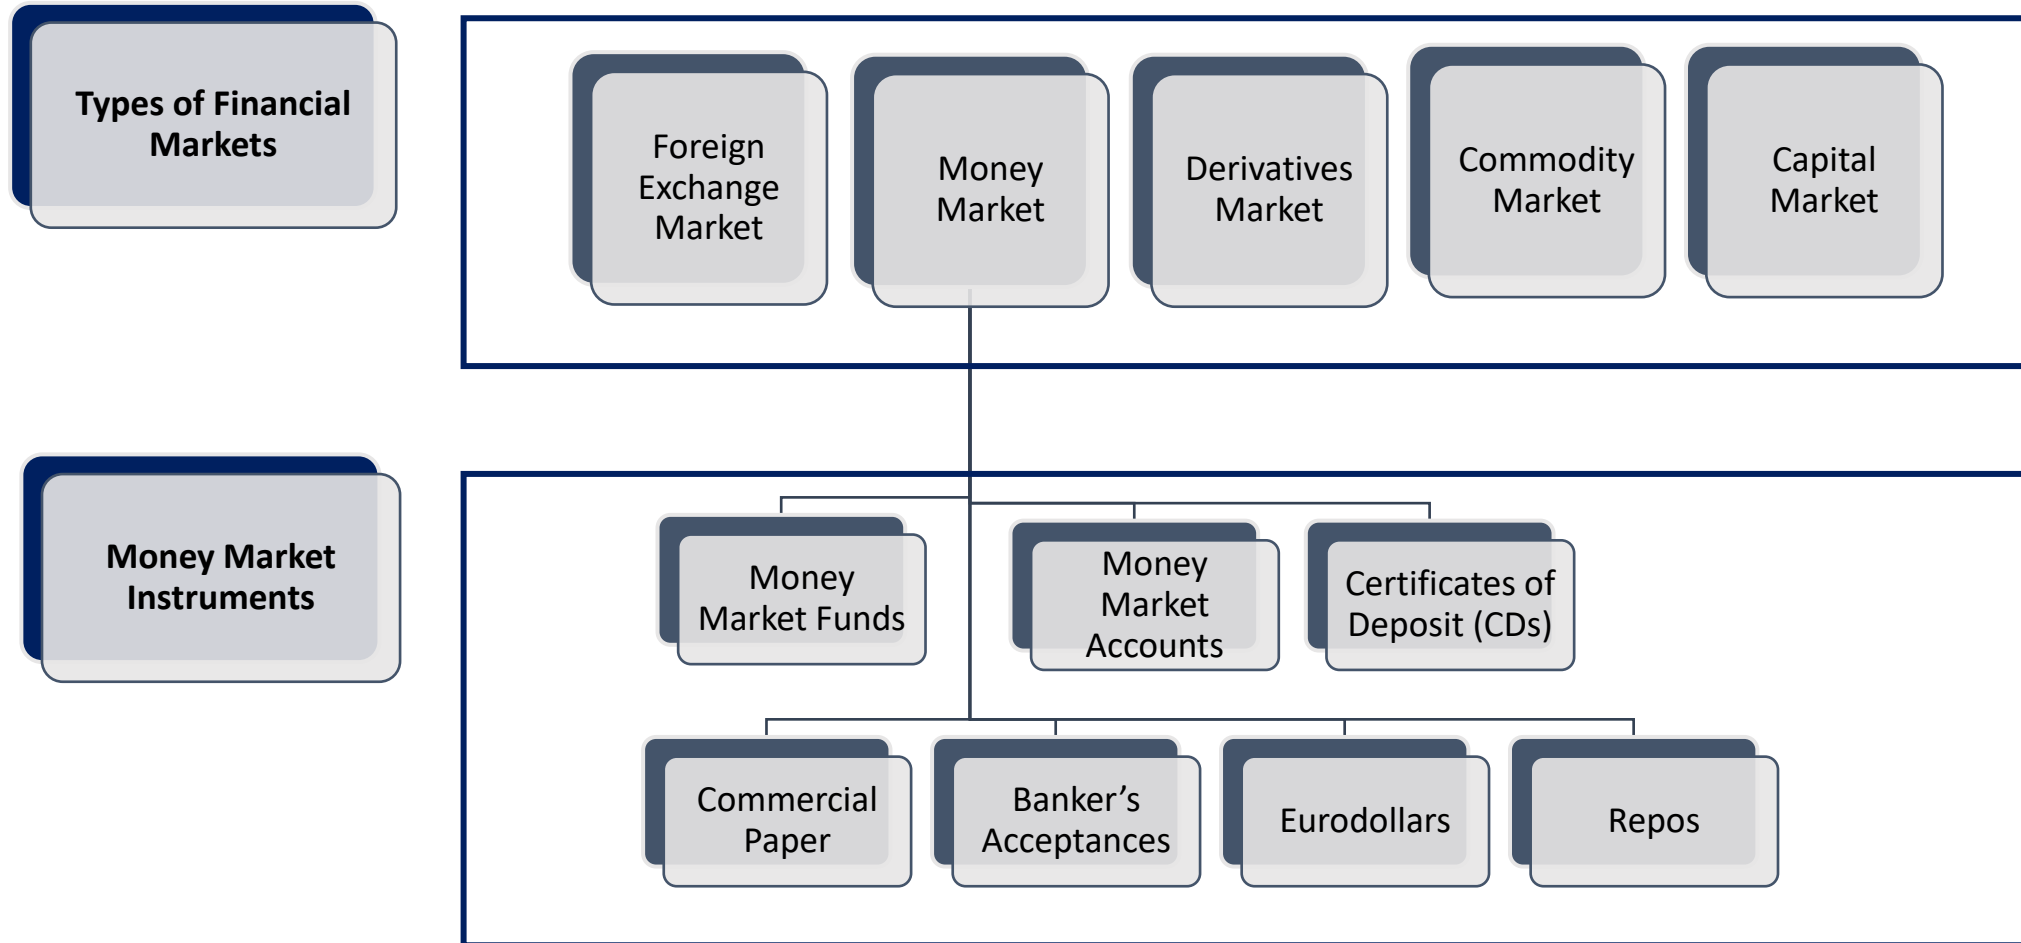 Types of Financial
Markets
Foreign
Exchange
Market
Money
Market
Derivatives
Market
Commodity
Market
Capital
Market
Money Market
Instruments
Money
Market Funds
Money
Market
Accounts
Certificates of
Deposit (CDs)
Commercial
Paper
Banker’s
Acceptances
Eurodollars
Repos